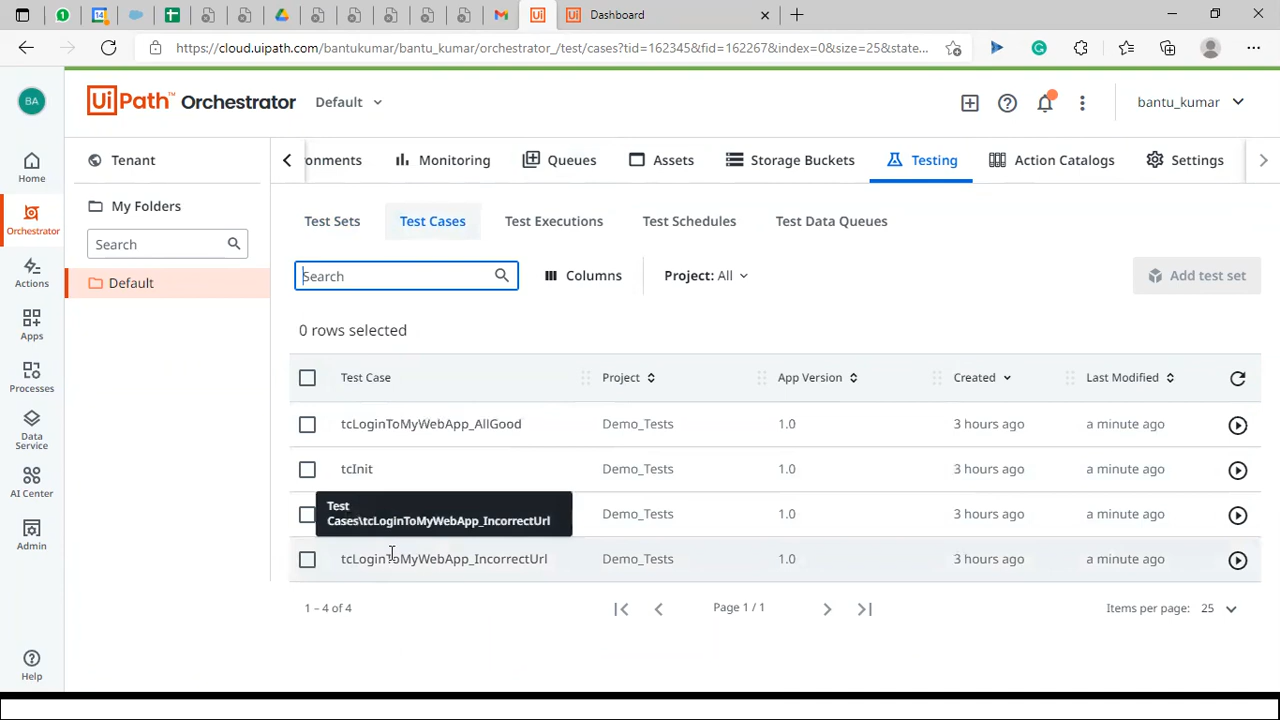 Dashboard
https://cloud.uipath.com/bantukumar/bantu_kumar/orchestrator_/test/cases?tid=162345&fid=162267&index=0&size=25&state...
BA
UiPath™ Orchestrator
Default
bantu_kumar
Tenant
onments
Monitoring
Queues
Assets
Storage Buckets
Testing
Action Catalogs
Settings
Home
My Folders
Orchestrator
Search
Default
Actions
Apps
Processes
Data
Service
AI Center
Admin
Help
Test Sets
Test Cases
Test Executions
Test Schedules
Test Data Queues
Search
Columns
Project: All
Add test set
0 rows selected
Test Case Project App Version Created Last Modified
tcLoginToMyWebApp_AllGood Demo_Tests 1.0 3 hours ago a minute ago
tcInit Demo_Tests 1.0 3 hours ago a minute ago
Test
Cases\tcLoginToMyWebApp_IncorrectUrl
Demo_Tests 1.0 3 hours ago a minute ago
tcLoginToMyWebApp_IncorrectUrl Demo_Tests 1.0 3 hours ago a minute ago
1 – 4 of 4
Page 1 / 1
Items per page: 25